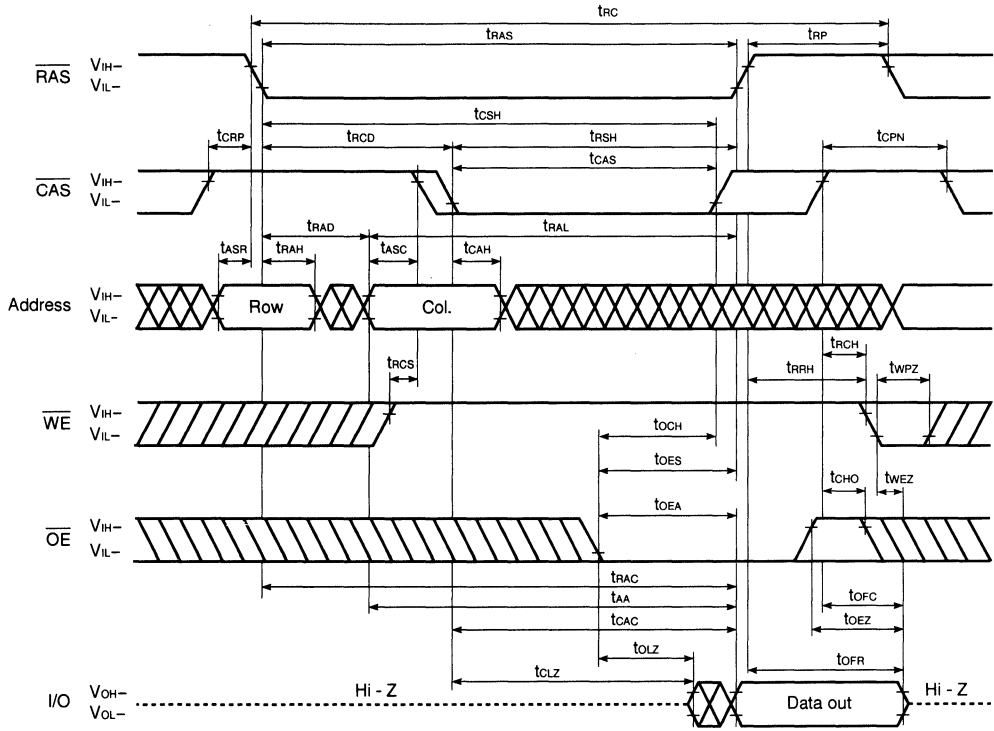 tRC
tRAS tRP
RAS VIH–
VIL–
tCSH
tCRP tRCD tRSH tCPN
tCAS
CAS VIH–
VIL–
tRAD tRAL
tASR tRAH tASC tCAH
Address VIH– Row Col.
VIL–
tRCH
tRCS tRRH tWPZ
WE VIH–
VIL–
tOCH
tOES tCHO tWEZ
tOEA
OE VIH–
VIL–
tRAC
tAA tOFC
tCAC tOEZ
tOLZ
tCLZ tOFR
I/O VOH– Hi - Z Data out Hi - Z
VOL–